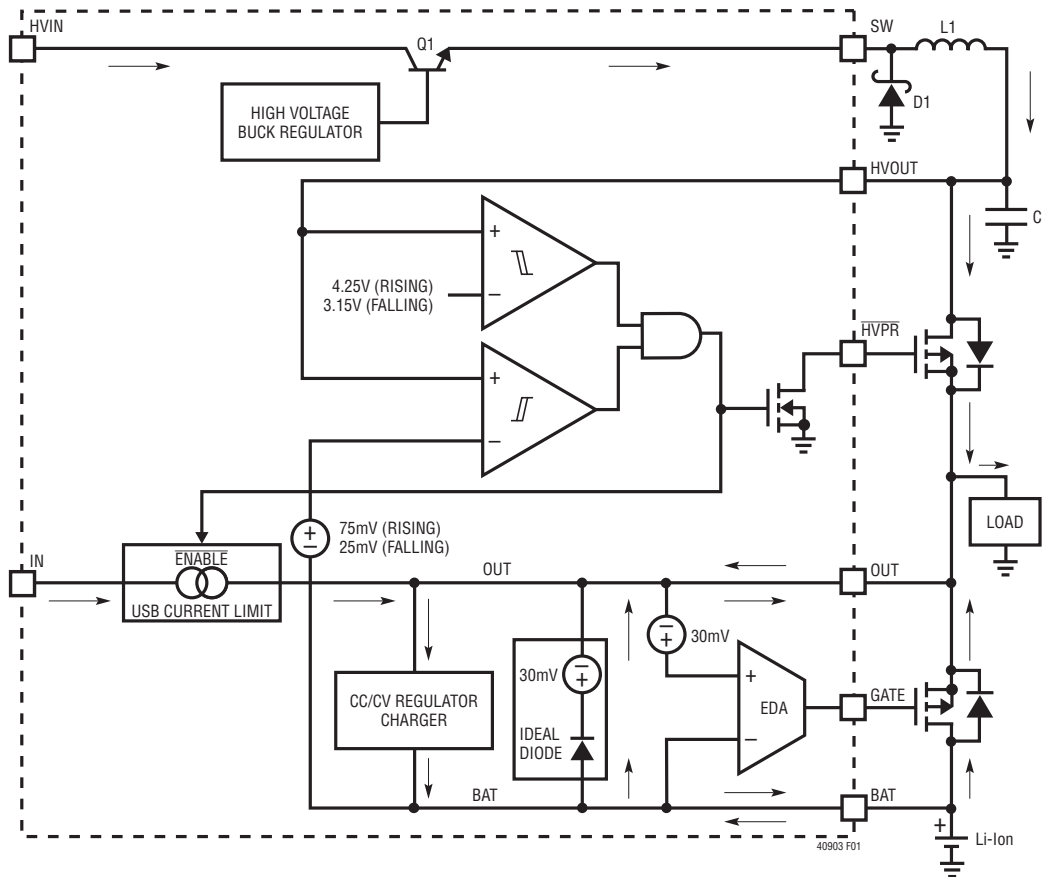 HVIN
Q1
SW
L1
HIGH VOLTAGE
BUCK REGULATOR
D1
HVOUT
C
+
4.25V (RISING)
3.15V (FALLING)
–
HVPR
+
–
LOAD
+
–
75mV (RISING)
25mV (FALLING)
IN
ENABLE
USB CURRENT LIMIT
OUT
OUT
–
+
30mV
30mV
–
+
CC/CV REGULATOR
CHARGER
IDEAL
DIODE
+
EDA
–
GATE
BAT
BAT
40903 F01
+
Li-Ion